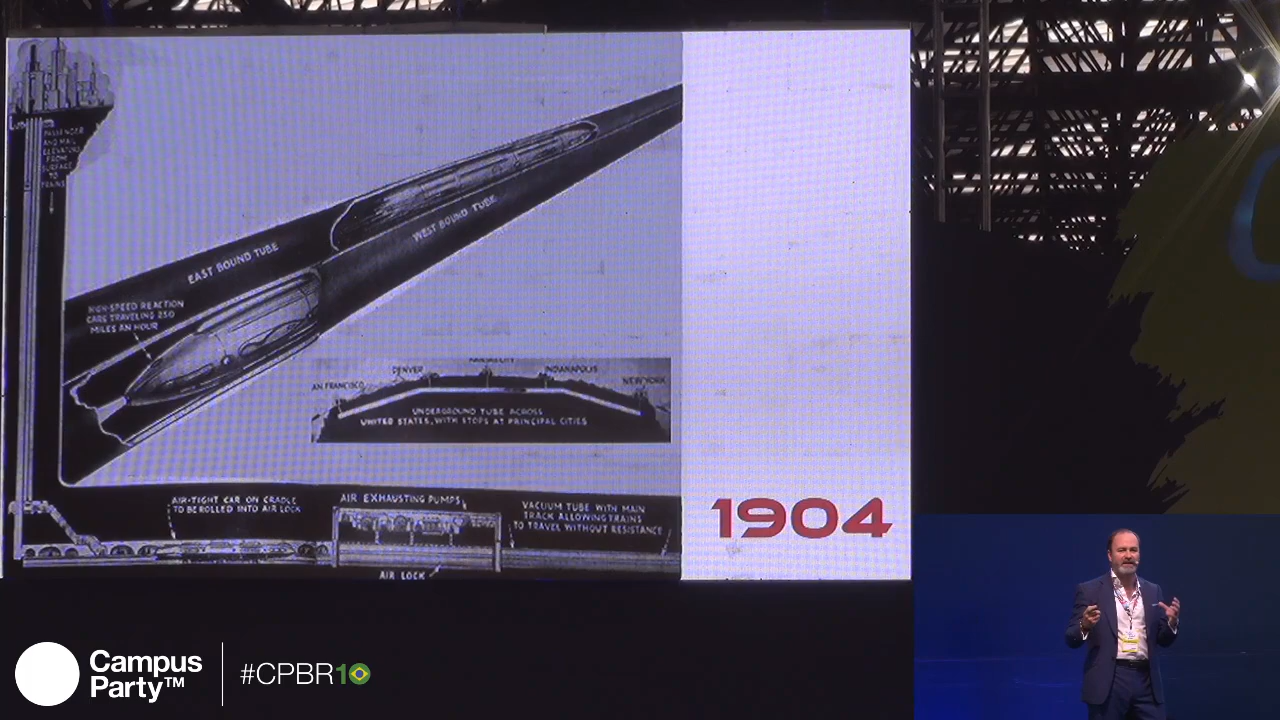 PASSENGER
AND MAIL
ELEVATORS
FROM
SURFACE
TO
TRAINS
EAST BOUND TUBE
WEST BOUND TUBE
HIGH-SPEED REACTION
CARS TRAVELING 250
MILES AN HOUR
DENVER
INDIANAPOLIS
AN FRANCISCO
NEW YORK
UNDERGROUND TUBE ACROSS
UNITED STATES, WITH STOPS AT PRINCIPAL CITIES
AIR-TIGHT CAR ON CRADLE
TO BE ROLLED INTO AIR LOCK
AIR EXHAUSTING PUMPS
VACUUM TUBE WITH MAIN
TRACK ALLOWING TRAINS
TO TRAVEL WITHOUT RESISTANCE
AIR LOCK
1904
Campus
Party™
#CPBR10